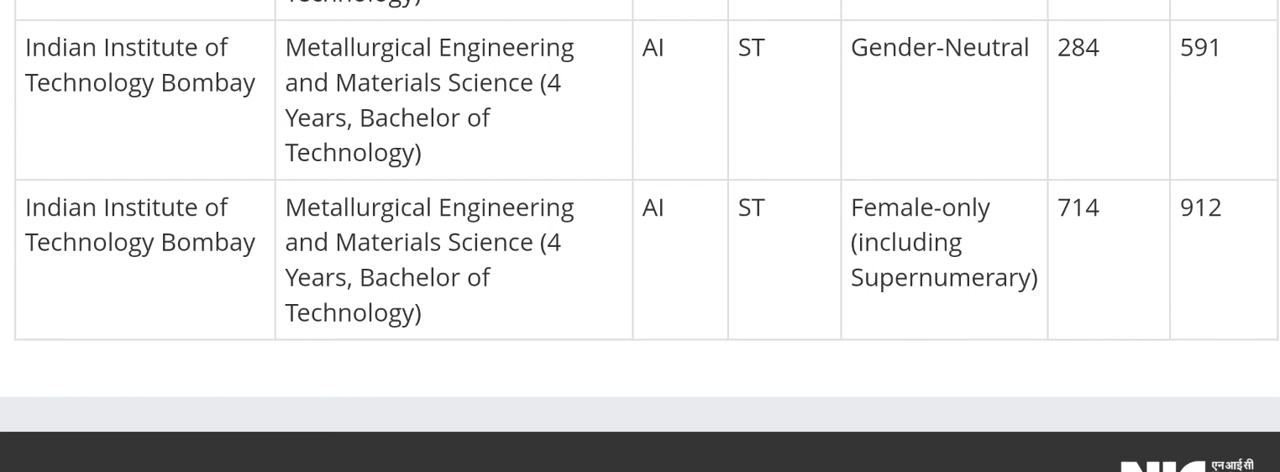 Technology)
Indian Institute of
Technology Bombay
Metallurgical Engineering
and Materials Science (4
Years, Bachelor of
Technology)
AI
ST
Gender-Neutral
284
591
Indian Institute of
Technology Bombay
Metallurgical Engineering
and Materials Science (4
Years, Bachelor of
Technology)
AI
ST
Female-only
(including
Supernumerary)
714
912
NIC
एनआईसी